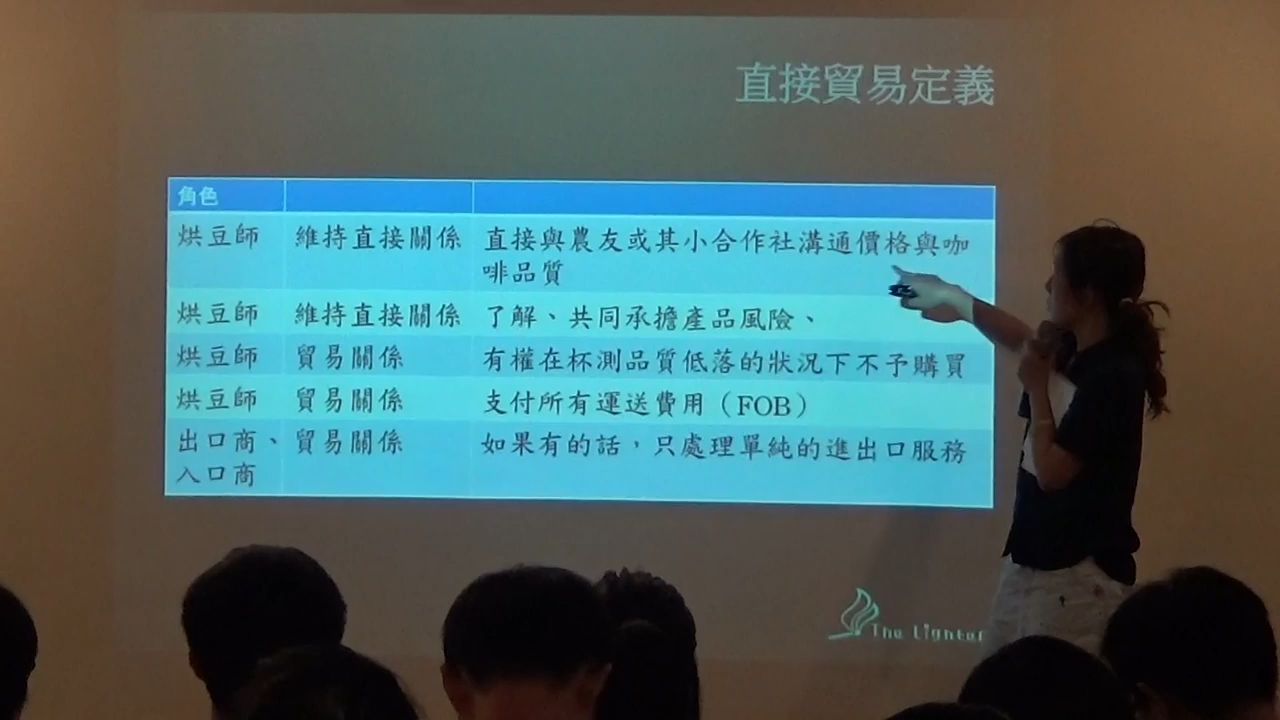 直接貿易定義
角色
烘豆師 維持直接關係 直接與農友或其小合作社溝通價格與咖
啡品質
烘豆師 維持直接關係 了解、共同承擔產品風險、
烘豆師 貿易關係 有權在杯測品質低落的狀況下不予購買
烘豆師 貿易關係 支付所有運送費用（FOB）
出口商、 貿易關係 如果有的話，只處理單純的進出口服務
入口商
The Lighter